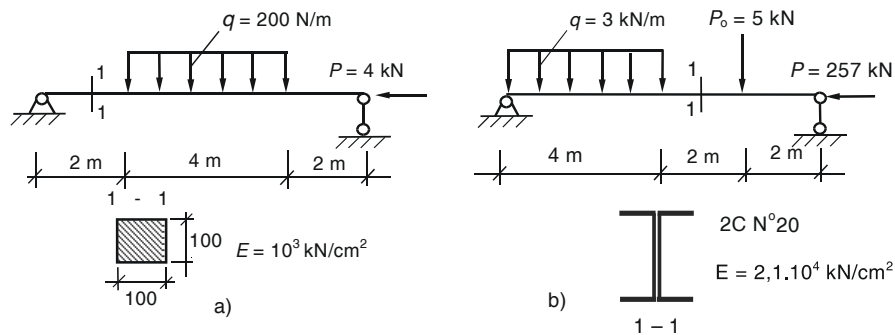 q = 200 N/m
P = 4 kN
1
1
2 m
4 m
2 m
1 - 1
100
100
E = 10³ kN/cm²
a)
q = 3 kN/m
Pₒ = 5 kN
P = 257 kN
1
1
4 m
2 m
2 m
2C N°20
E = 2,1.10⁴ kN/cm²
b)
1 – 1